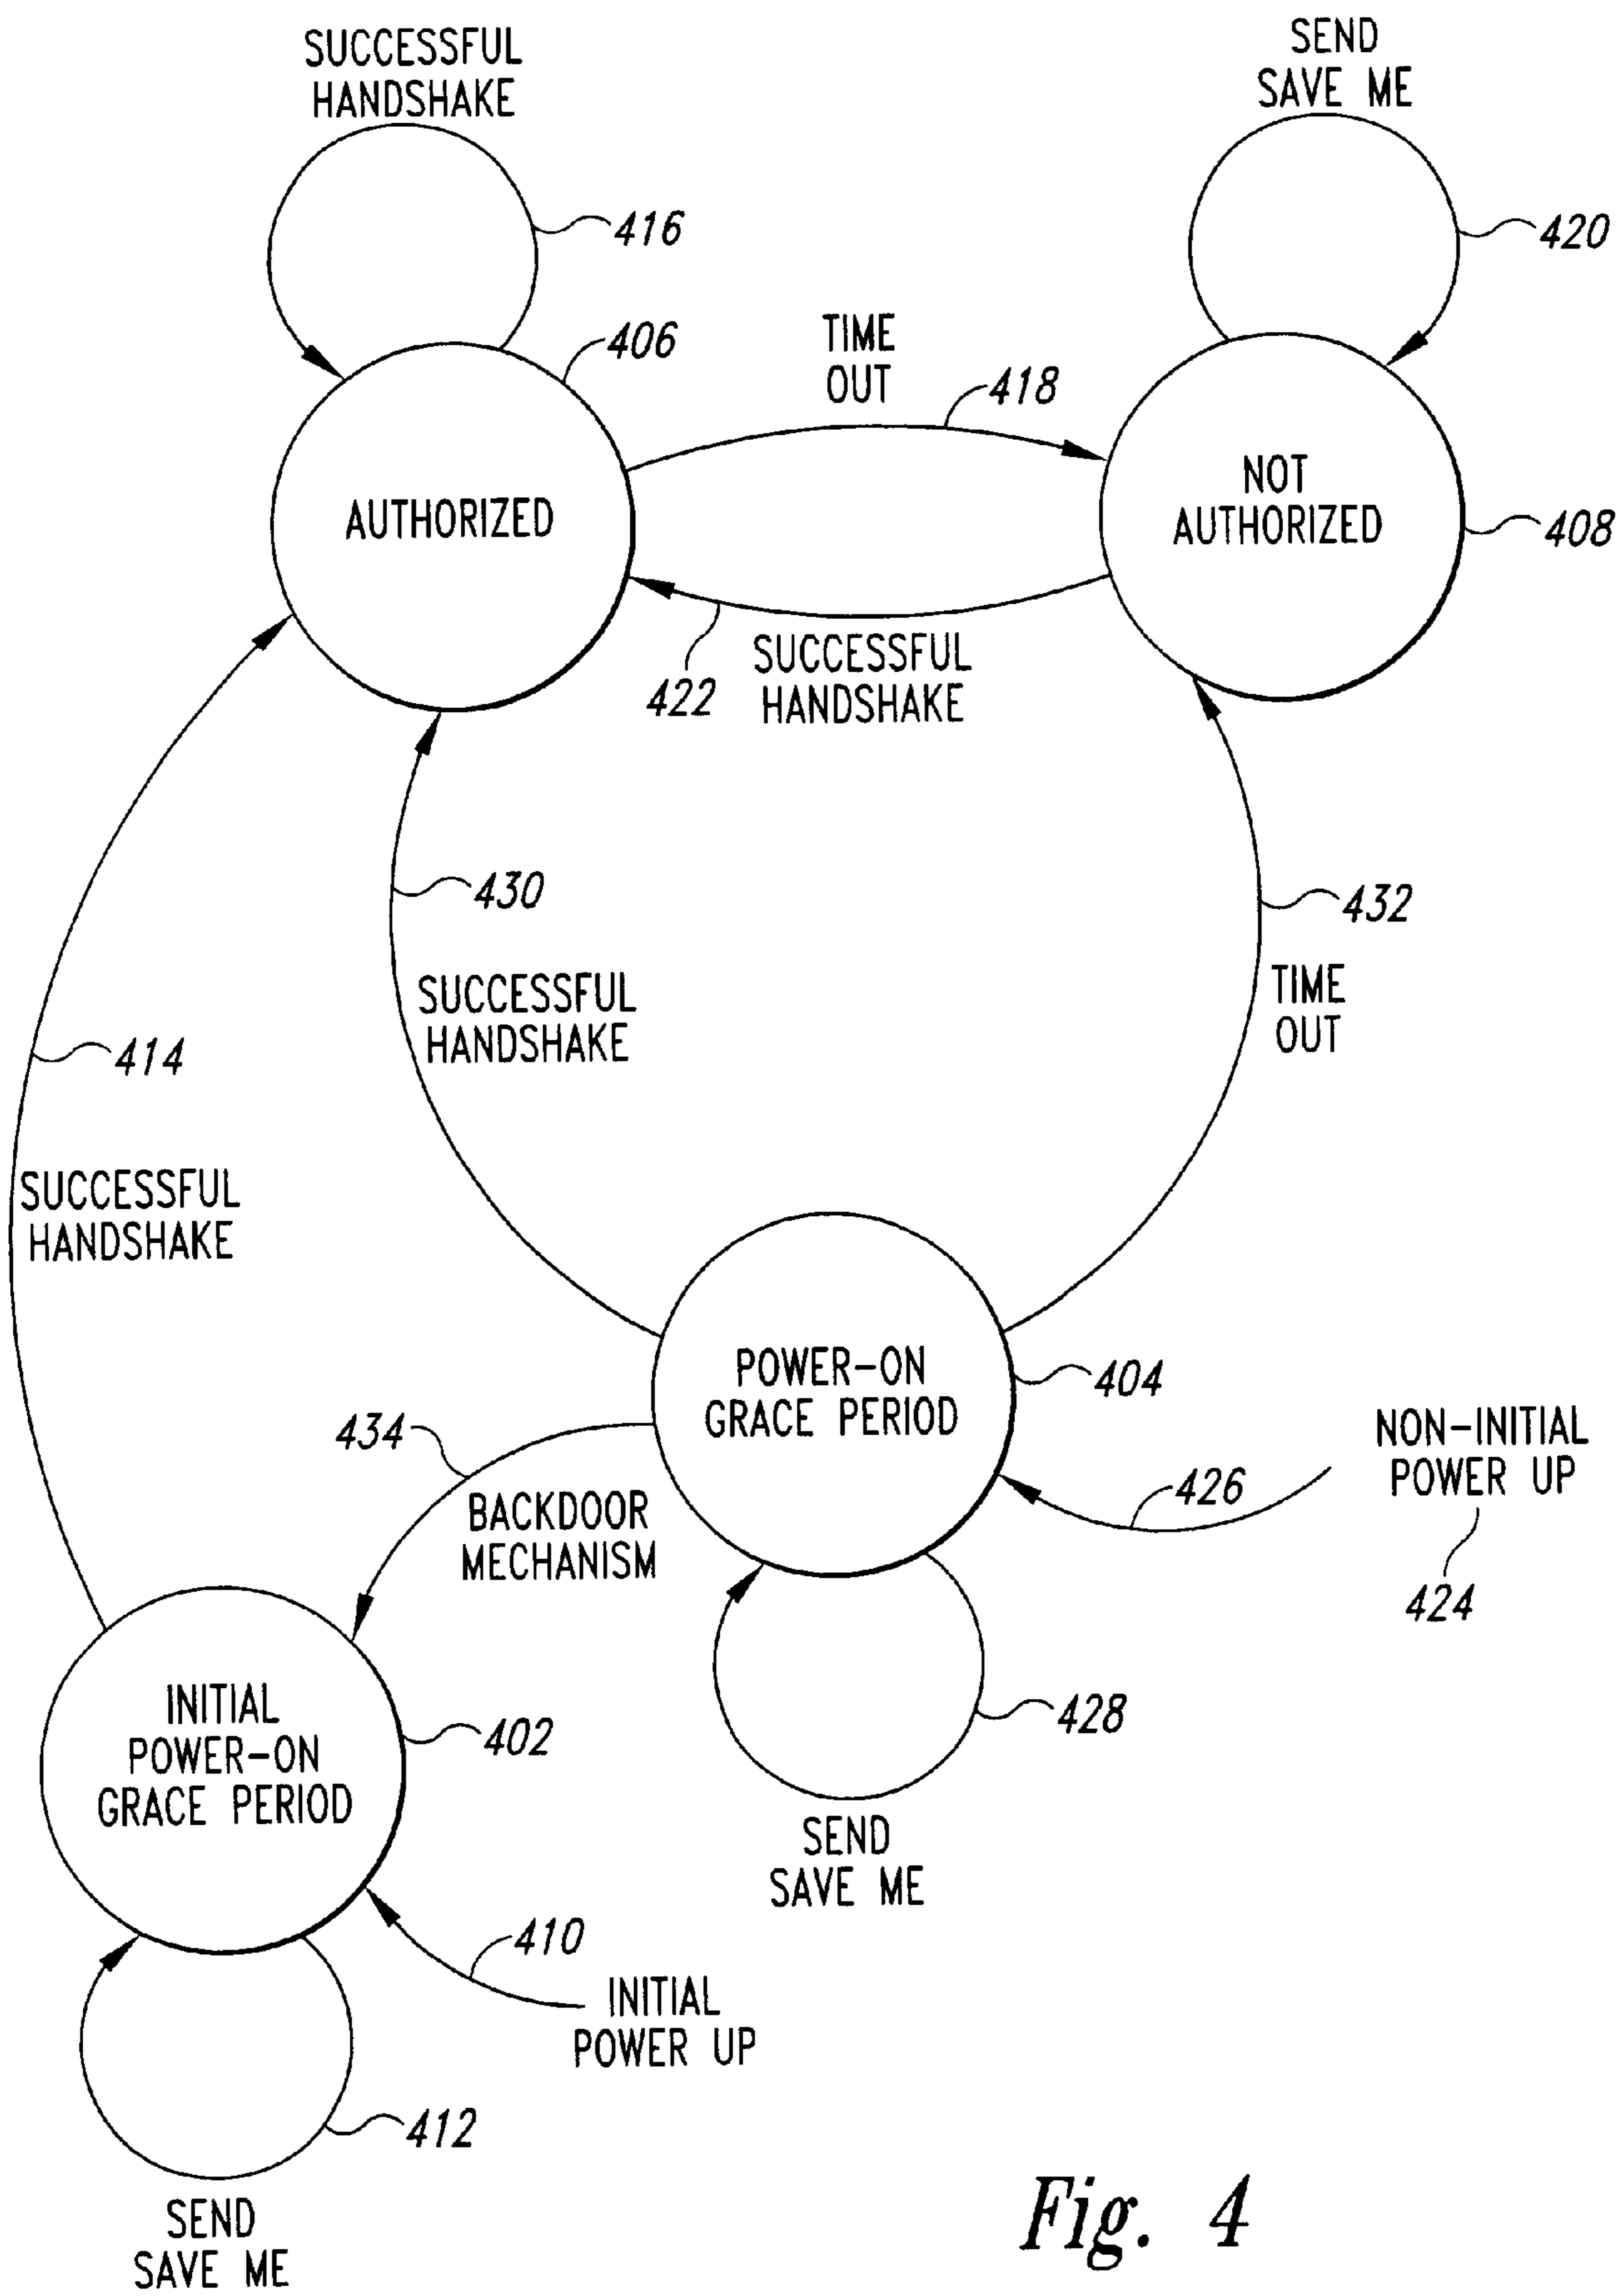 SUCCESSFUL
HANDSHAKE
SEND
SAVE ME
416
420
406
TIME
OUT
418
AUTHORIZED
NOT
AUTHORIZED
408
422
SUCCESSFUL
HANDSHAKE
430
432
SUCCESSFUL
HANDSHAKE
TIME
OUT
414
SUCCESSFUL
HANDSHAKE
POWER-ON
GRACE PERIOD
404
434
NON-INITIAL
POWER UP
426
424
BACKDOOR
MECHANISM
INITIAL
POWER-ON
GRACE PERIOD
402
428
SEND
SAVE ME
410
INITIAL
POWER UP
412
SEND
SAVE ME
Fig. 4